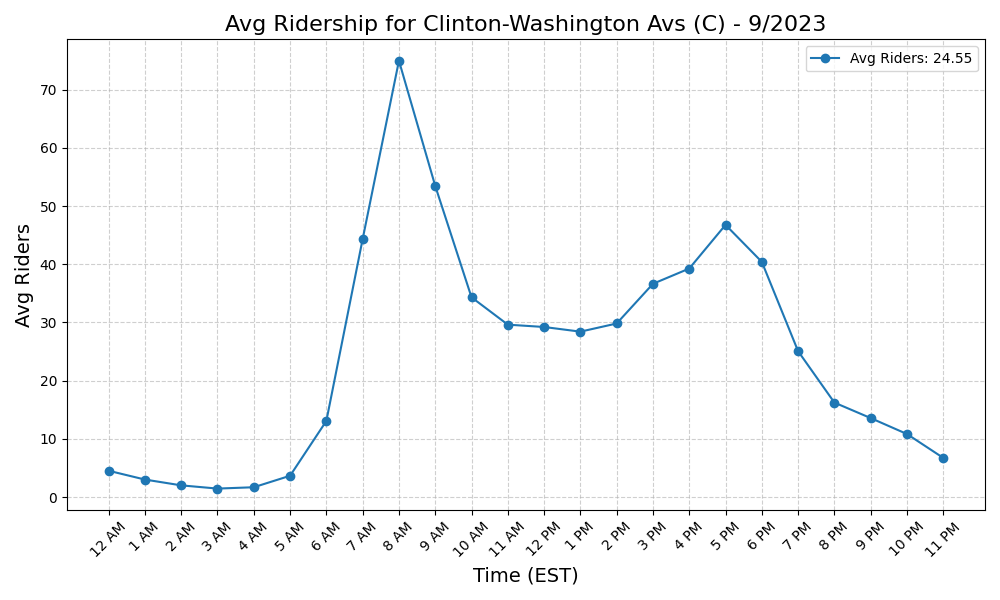 Avg Ridership for Clinton-Washington Avs (C) - 9/2023
Avg Riders: 24.55
Avg Riders
70
60
50
40
30
20
10
0
12 AM
1 AM
2 AM
3 AM
4 AM
5 AM
6 AM
7 AM
8 AM
9 AM
10 AM
11 AM
12 PM
1 PM
2 PM
3 PM
4 PM
5 PM
6 PM
7 PM
8 PM
9 PM
10 PM
11 PM
Time (EST)